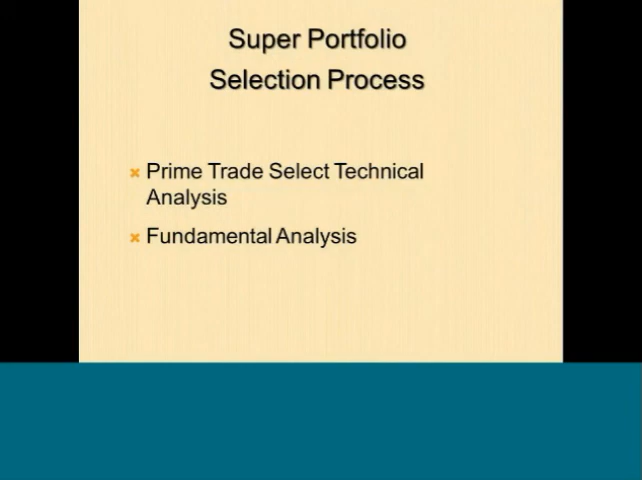 Super Portfolio
Selection Process
Prime Trade Select Technical
Analysis
Fundamental Analysis